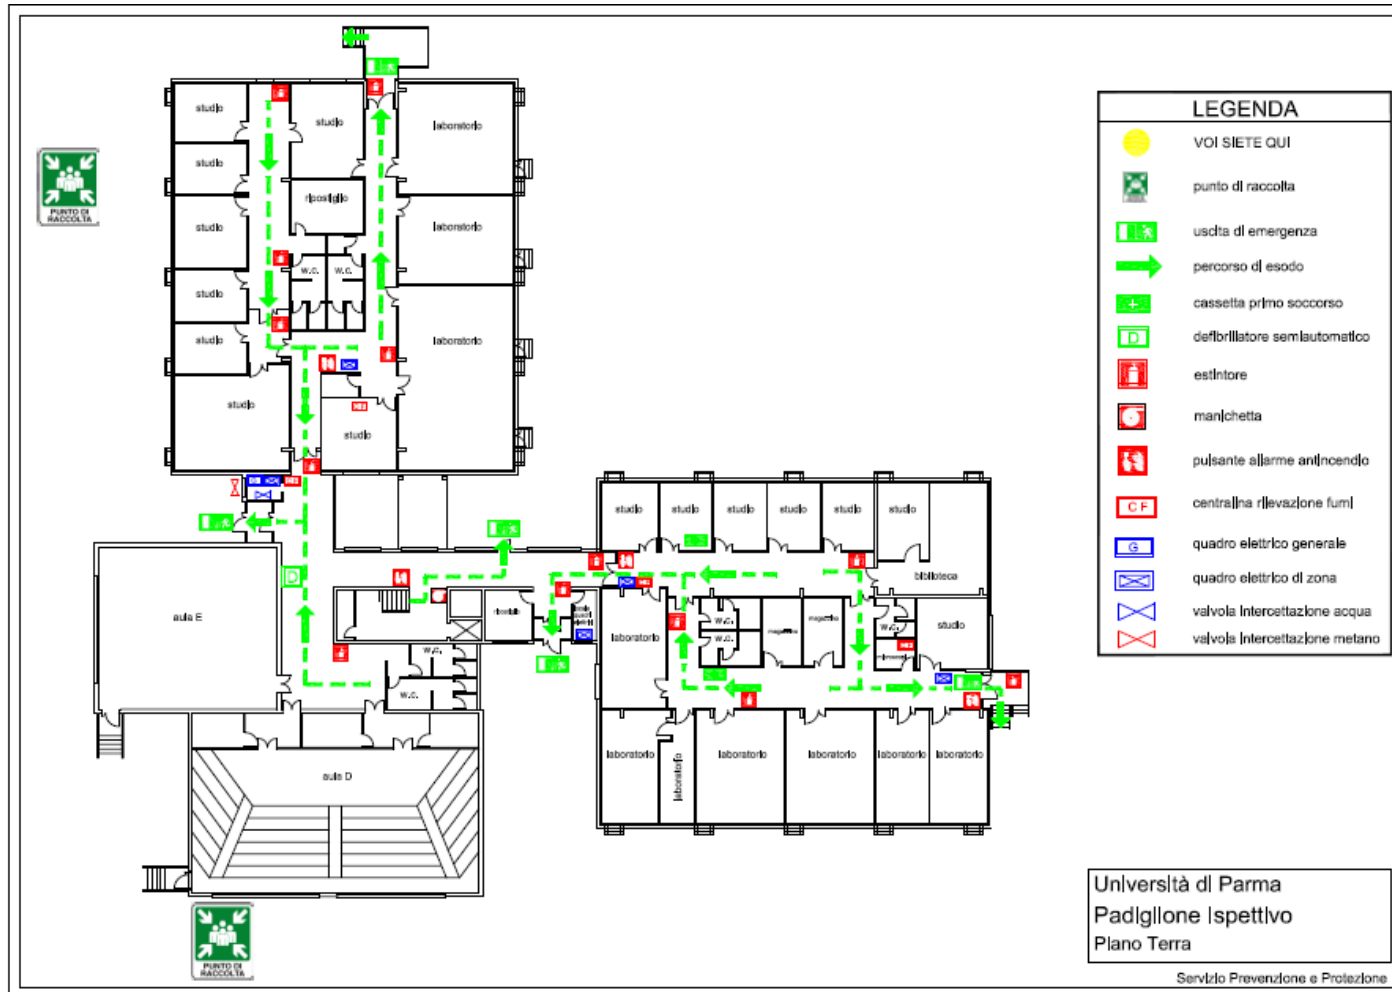 LEGENDA
VOI SIETE QUI
punto di raccolta
uscita di emergenza
percorso di esodo
cassetta primo soccorso
D
defibrillatore semiautomatico
estintore
manichetta
pulsante allarme antincendio
CF
centralina rilevazione fumi
G
quadro elettrico generale
quadro elettrico di zona
valvola intercettazione acqua
valvola intercettazione metano
PUNTO DI
RACCOLTA
studio
studio
laboratorio
studio
ripostiglio
studio
laboratorio
w.c.
w.c.
studio
studio
laboratorio
studio
studio
studio
studio
studio
studio
studio
D
biblioteca
aula E
ripostiglio
laboratorio
w.c.
w.c.
magazzino
magazzino
w.c.
studio
w.c.
w.c.
aula D
laboratorio
laboratorio
laboratorio
laboratorio
laboratorio
laboratorio
PUNTO DI
RACCOLTA
Università di Parma
Padiglione Ispettivo
Piano Terra
Servizio Prevenzione e Protezione